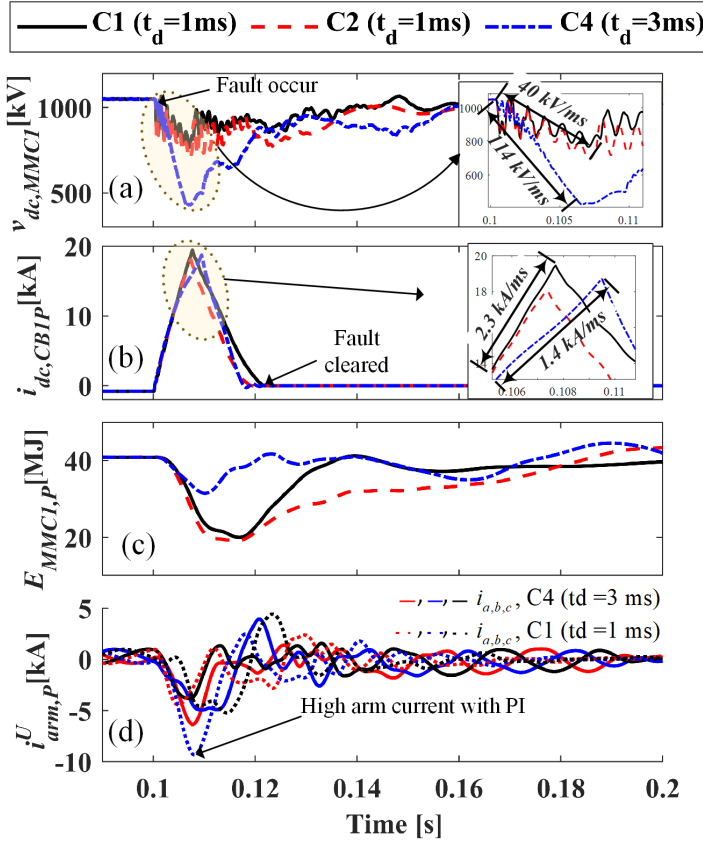 C1 (td=1ms) C2 (td=1ms) C4 (td=3ms)
vdc,MMC1[kV]
1000
500
Fault occur
(a)
40 kV/ms
114 kV/ms
1000
800
600
400
0.1 0.105 0.11
idc,CB1P[kA]
20
10
0
(b)
Fault
cleared
2.3 kA/ms
1.4 kA/ms
20
18
14
0.106 0.108 0.11
EMMC1,P[MJ]
40
20
(c)
iUarm,P[kA]
5
0
-5
-10
(d)
, , ia,b,c, C4 (td =3 ms)
, , ia,b,c, C1 (td =1 ms)
High arm current with PI
0.1 0.12 0.14 0.16 0.18 0.2
Time [s]